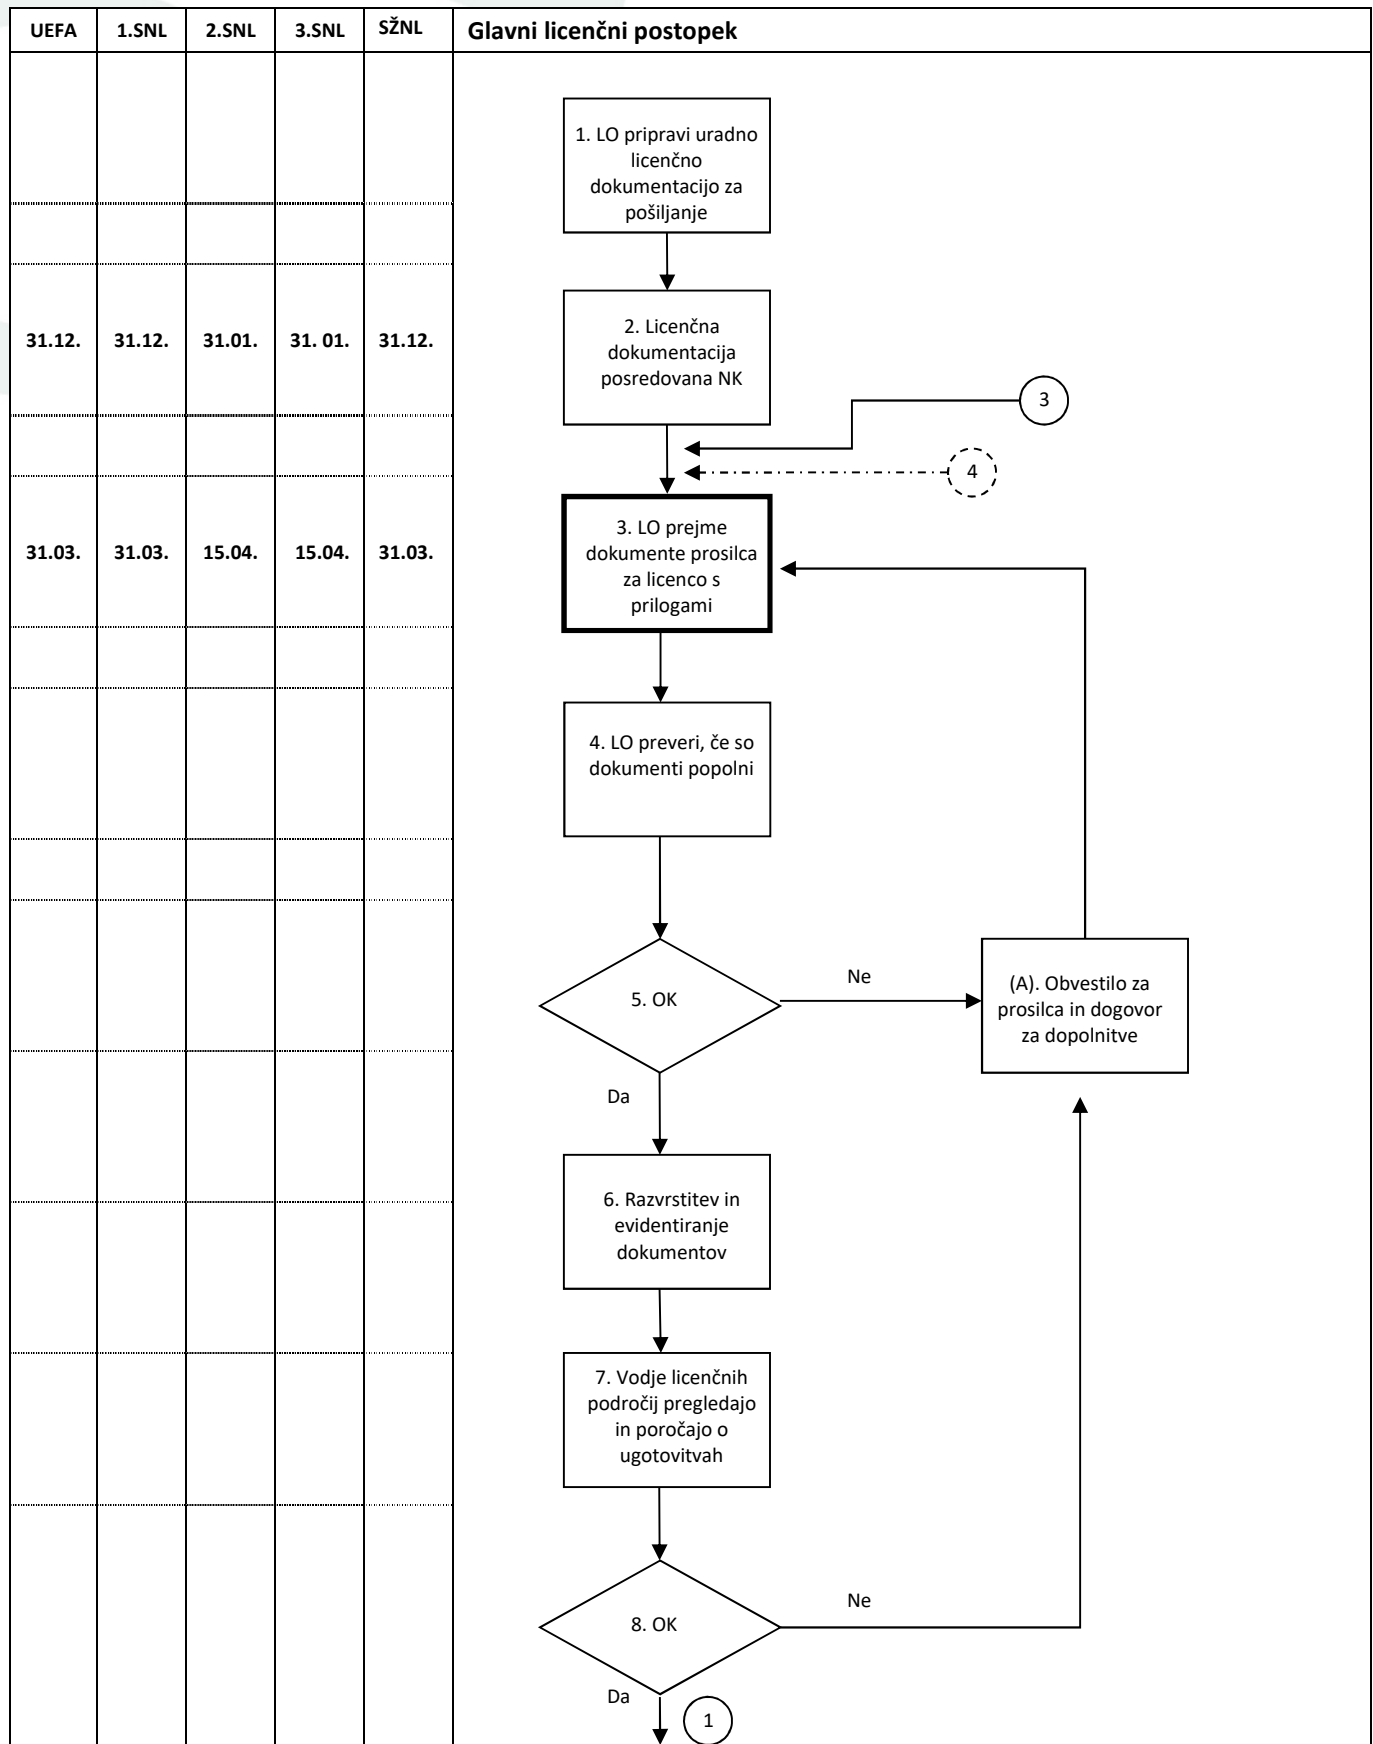 UEFA 1.SNL 2.SNL 3.SNL SŽNL Glavni licenčni postopek
1. LO pripravi uradno
licenčno
dokumentacijo za
pošiljanje
31.12. 31.12. 31.01. 31. 01. 31.12.
2. Licenčna
dokumentacija
posredovana NK
3
4
31.03. 31.03. 15.04. 15.04. 31.03.
3. LO prejme
dokumente prosilca
za licenco s
prilogami
4. LO preveri, če so
dokumenti popolni
5. OK
Ne
(A). Obvestilo za
prosilca in dogovor
za dopolnitve
Da
6. Razvrstitev in
evidentiranje
dokumentov
7. Vodje licenčnih
področij pregledajo
in poročajo o
ugotovitvah
8. OK
Ne
Da
1